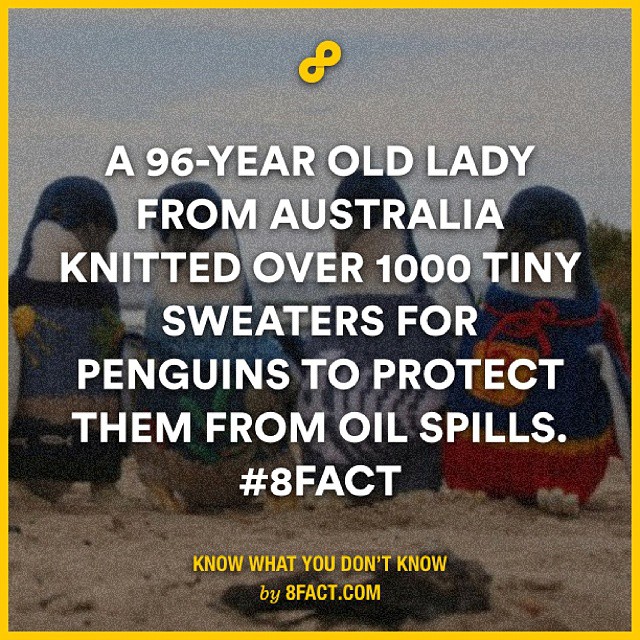 A 96-YEAR OLD LADY
FROM AUSTRALIA
KNITTED OVER 1000 TINY
SWEATERS FOR
PENGUINS TO PROTECT
THEM FROM OIL SPILLS.
#8FACT
KNOW WHAT YOU DON'T KNOW
by 8FACT.COM